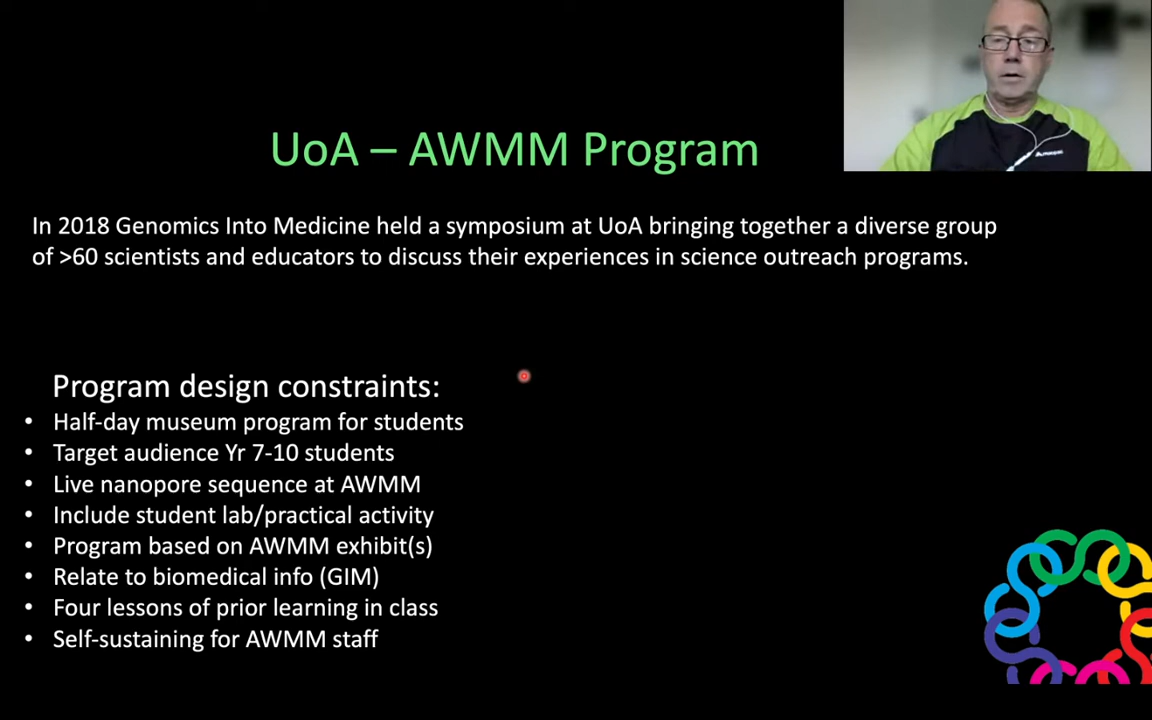 UoA – AWMM Program
In 2018 Genomics Into Medicine held a symposium at UoA bringing together a diverse group
of >60 scientists and educators to discuss their experiences in science outreach programs.
Program design constraints:
• Half-day museum program for students
• Target audience Yr 7-10 students
• Live nanopore sequence at AWMM
• Include student lab/practical activity
• Program based on AWMM exhibit(s)
• Relate to biomedical info (GIM)
• Four lessons of prior learning in class
• Self-sustaining for AWMM staff